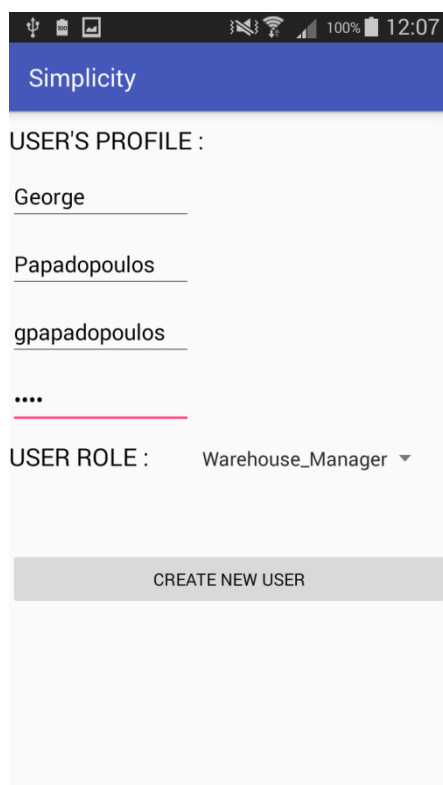 100% 12:07
Simplicity
USER'S PROFILE :
George
Papadopoulos
gpapadopoulos
••••
USER ROLE : Warehouse_Manager
CREATE NEW USER